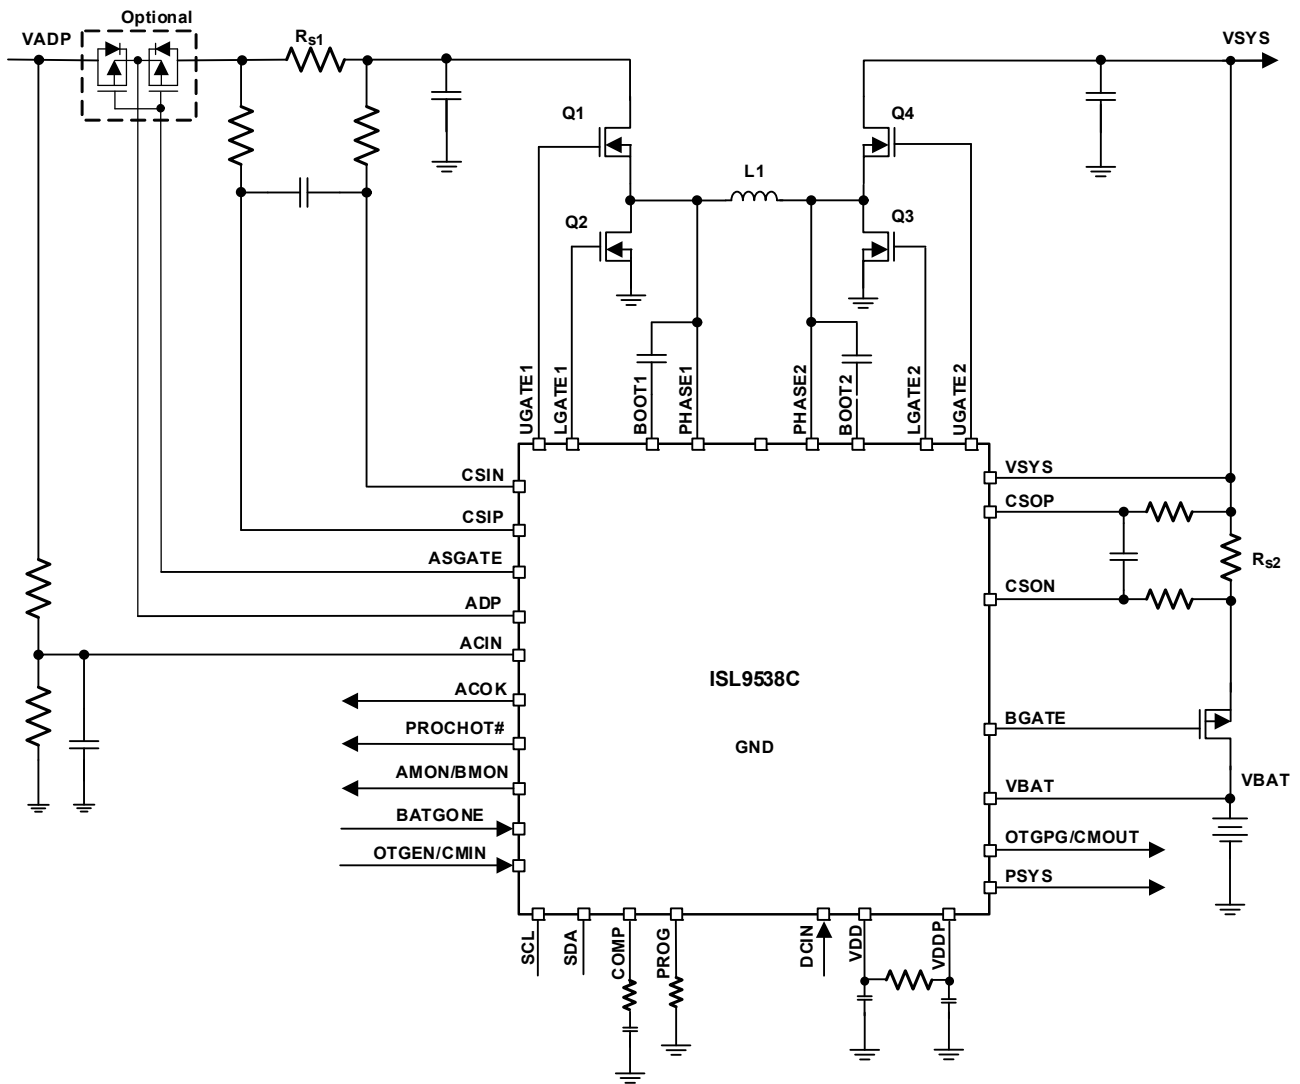 Optional
VADP
Rs1
VSYS
Q1
Q4
L1
Q2
Q3
UGATE1
LGATE1
BOOT1
PHASE1
PHASE2
BOOT2
LGATE2
UGATE2
CSIN
VSYS
CSIP
CSOP
ASGATE
Rs2
ADP
CSON
ACIN
ISL9538C
ACOK
BGATE
PROCHOT#
GND
AMON/BMON
VBAT
VBAT
BATGONE
OTGPG/CMOUT
OTGEN/CMIN
PSYS
SCL
SDA
COMP
PROG
DCIN
VDD
VDDP